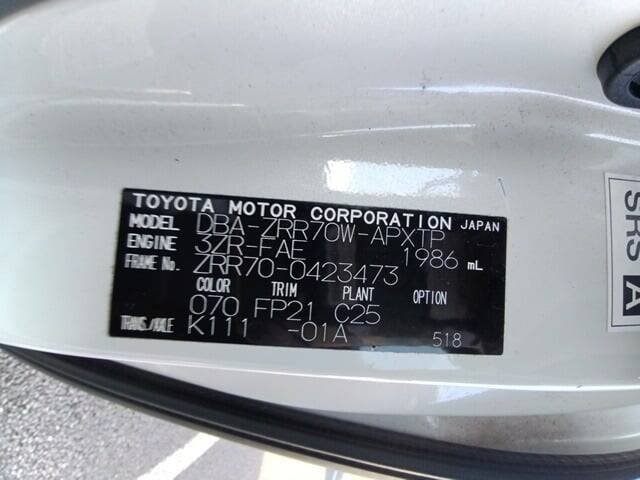 TOYOTA MOTOR CORPORATION JAPAN
MODEL DBA-ZRR70W-APXTP
ENGINE 3ZR-FAE 1986 mL
FRAME No. ZRR70-0423473
COLOR TRIM PLANT OPTION
070 FP21 C25
TRANS./AXLE K111 -01A 518
SRS A